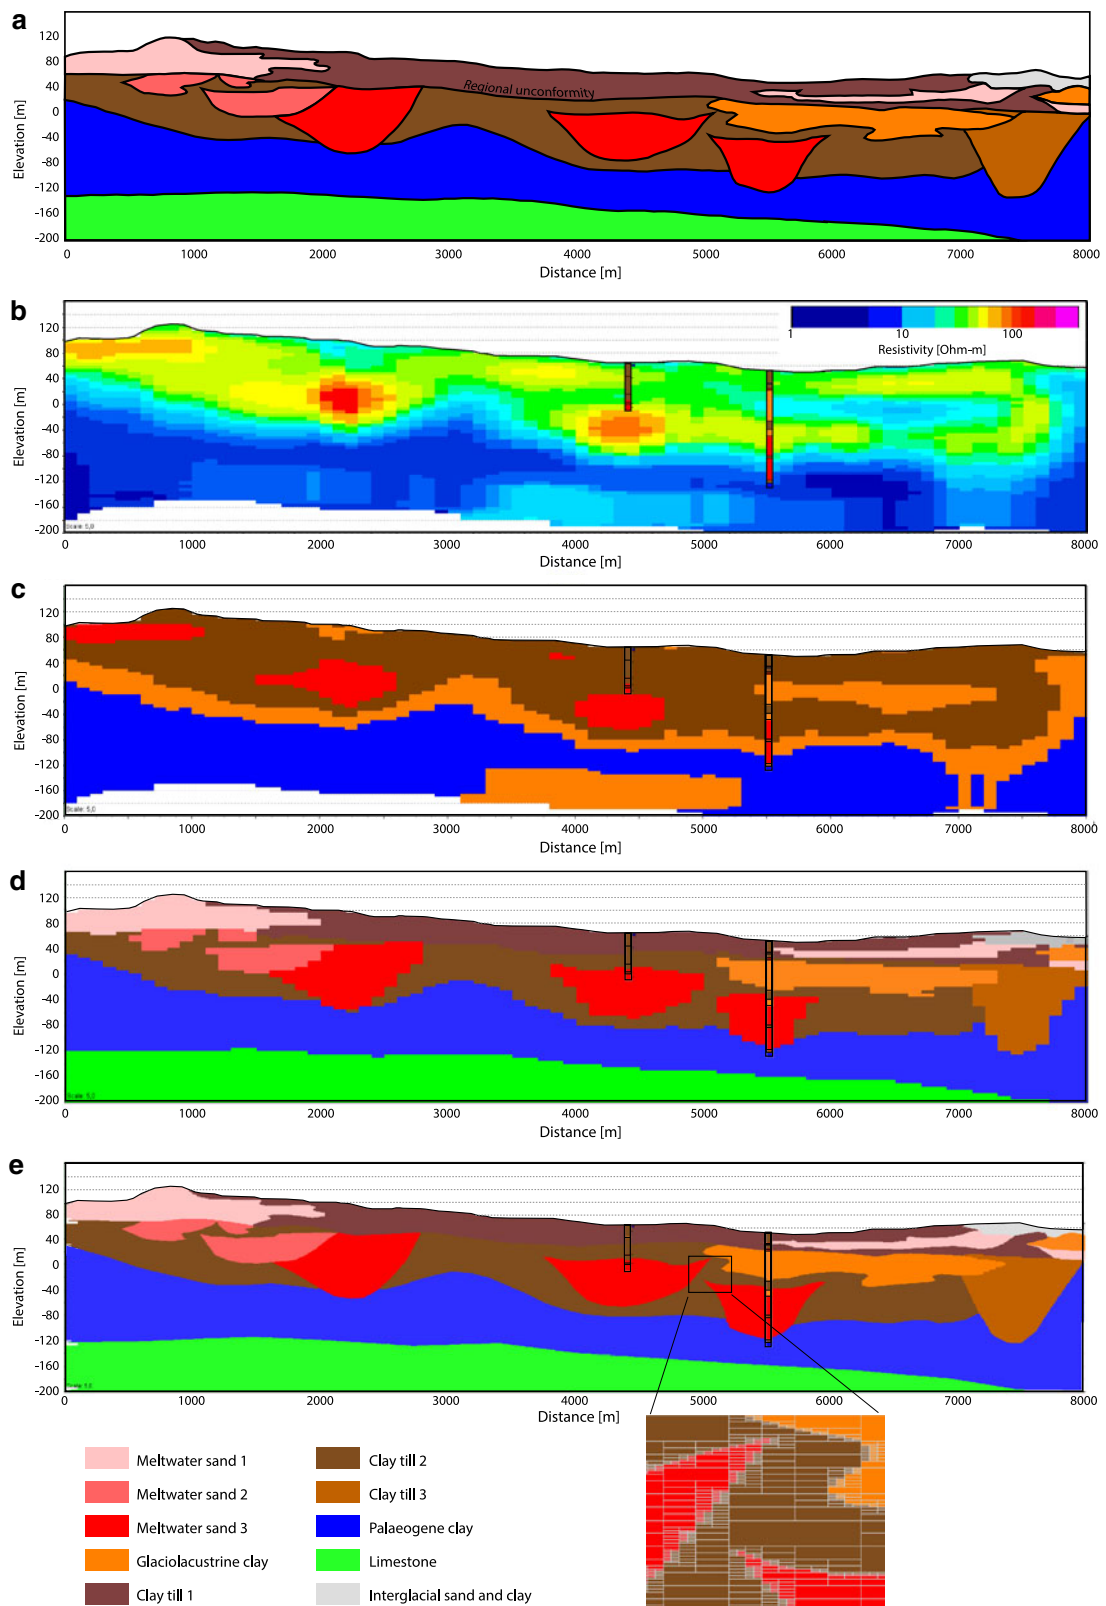 a
120
80
40
0
-40
-80
-120
-160
-200
Elevation [m]
Regional unconformity
0 1000 2000 3000 4000 5000 6000 7000 8000
Distance [m]
b
120
80
40
0
-40
-80
-120
-160
-200
Elevation [m]
1 10 100
Resistivity [Ohm-m]
Scale: 5,0
0 1000 2000 3000 4000 5000 6000 7000 8000
Distance [m]
c
120
80
40
0
-40
-80
-120
-160
-200
Elevation [m]
Scale: 5,0
0 1000 2000 3000 4000 5000 6000 7000 8000
Distance [m]
d
120
80
40
0
-40
-80
-120
-160
-200
Elevation [m]
0 1000 2000 3000 4000 5000 6000 7000 8000
Distance [m]
e
120
80
40
0
-40
-80
-120
-160
-200
Elevation [m]
0 1000 2000 3000 4000 5000 6000 7000 8000
Distance [m]
Meltwater sand 1
Meltwater sand 2
Meltwater sand 3
Glaciolacustrine clay
Clay till 1
Clay till 2
Clay till 3
Palaeogene clay
Limestone
Interglacial sand and clay